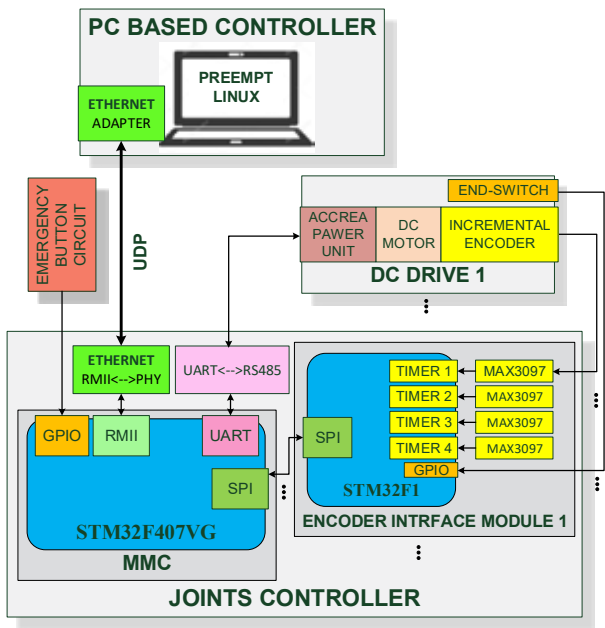 PC BASED CONTROLLER
PREEMPT
LINUX
ETHERNET
ADAPTER
EMERGENCY
BUTTON
CIRCUIT
UDP
END-SWITCH
ACCREA
PAWER
UNIT
DC
MOTOR
INCREMENTAL
ENCODER
DC DRIVE 1
ETHERNET
RMII<-->PHY
UART<-->RS485
GPIO
RMII
UART
SPI
STM32F407VG
MMC
SPI
TIMER 1
MAX3097
TIMER 2
MAX3097
TIMER 3
MAX3097
TIMER 4
MAX3097
GPIO
STM32F1
ENCODER INTRFACE MODULE 1
JOINTS CONTROLLER